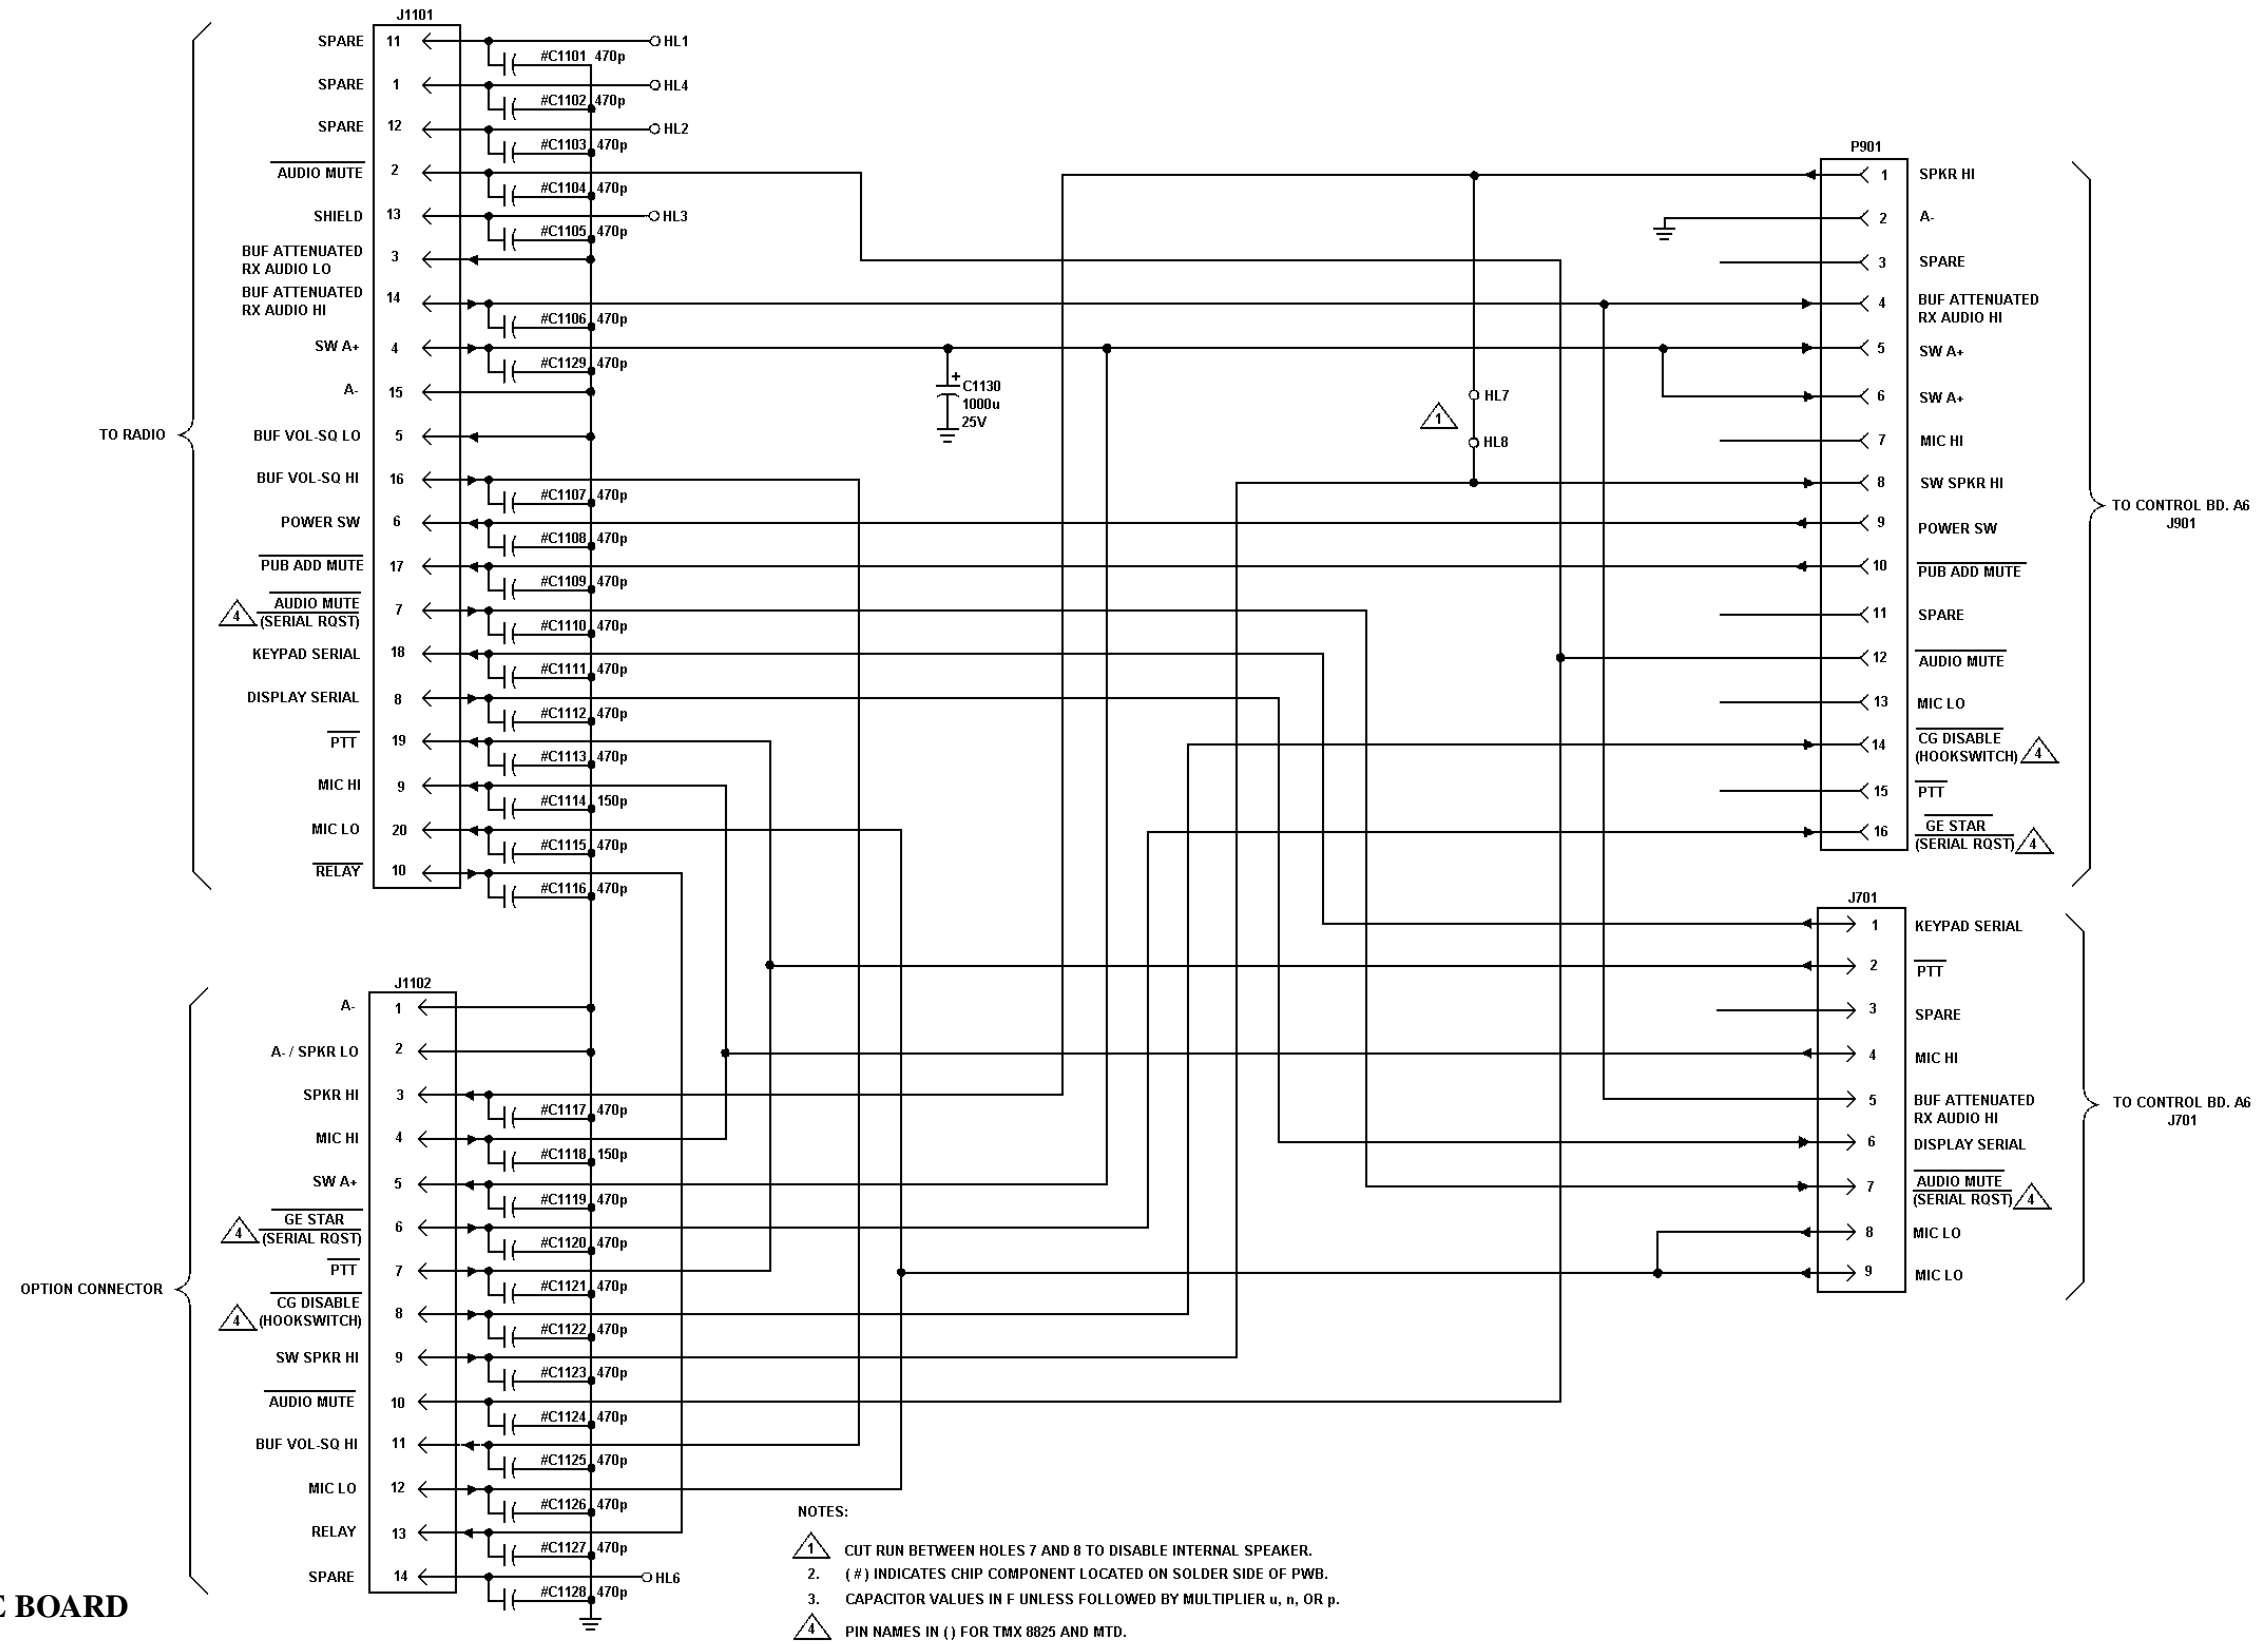 J1101
SPARE 11 #C1101 470p HL1
SPARE 1 #C1102 470p HL4
SPARE 12 #C1103 470p HL2
AUDIO MUTE 2 #C1104 470p
SHIELD 13 #C1105 470p HL3
BUF ATTENUATED
RX AUDIO LO 3
BUF ATTENUATED
RX AUDIO HI 14 #C1106 470p
SW A+ 4 #C1129 470p
A- 15
BUF VOL-SQ LO 5
BUF VOL-SQ HI 16 #C1107 470p
POWER SW 6 #C1108 470p
PUB ADD MUTE 17 #C1109 470p
AUDIO MUTE
4 (SERIAL RQST) 7 #C1110 470p
KEYPAD SERIAL 18 #C1111 470p
DISPLAY SERIAL 8 #C1112 470p
PTT 19 #C1113 470p
MIC HI 9 #C1114 150p
MIC LO 20 #C1115 470p
RELAY 10 #C1116 470p
TO RADIO
C1130
1000u
25V
+
1
HL7
HL8
P901
1 SPKR HI
2 A-
3 SPARE
4 BUF ATTENUATED
RX AUDIO HI
5 SW A+
6 SW A+
7 MIC HI
8 SW SPKR HI
9 POWER SW
10 PUB ADD MUTE
11 SPARE
12 AUDIO MUTE
13 MIC LO
14 CG DISABLE
(HOOKSWITCH) 4
15 PTT
16 GE STAR
(SERIAL RQST) 4
TO CONTROL BD. A6
J901
J701
1 KEYPAD SERIAL
2 PTT
3 SPARE
4 MIC HI
5 BUF ATTENUATED
RX AUDIO HI
6 DISPLAY SERIAL
7 AUDIO MUTE
(SERIAL RQST) 4
8 MIC LO
9 MIC LO
TO CONTROL BD. A6
J701
J1102
A- 1
A- / SPKR LO 2
SPKR HI 3 #C1117 470p
MIC HI 4 #C1118 150p
SW A+ 5 #C1119 470p
GE STAR
4 (SERIAL RQST) 6 #C1120 470p
PTT 7 #C1121 470p
CG DISABLE
4 (HOOKSWITCH) 8 #C1122 470p
SW SPKR HI 9 #C1123 470p
AUDIO MUTE 10 #C1124 470p
BUF VOL-SQ HI 11 #C1125 470p
MIC LO 12 #C1126 470p
RELAY 13 #C1127 470p
SPARE 14 #C1128 470p HL6
OPTION CONNECTOR
NOTES:
1 CUT RUN BETWEEN HOLES 7 AND 8 TO DISABLE INTERNAL SPEAKER.
2. ( # ) INDICATES CHIP COMPONENT LOCATED ON SOLDER SIDE OF PWB.
3. CAPACITOR VALUES IN F UNLESS FOLLOWED BY MULTIPLIER u, n, OR p.
4 PIN NAMES IN ( ) FOR TMX 8825 AND MTD.
BOARD